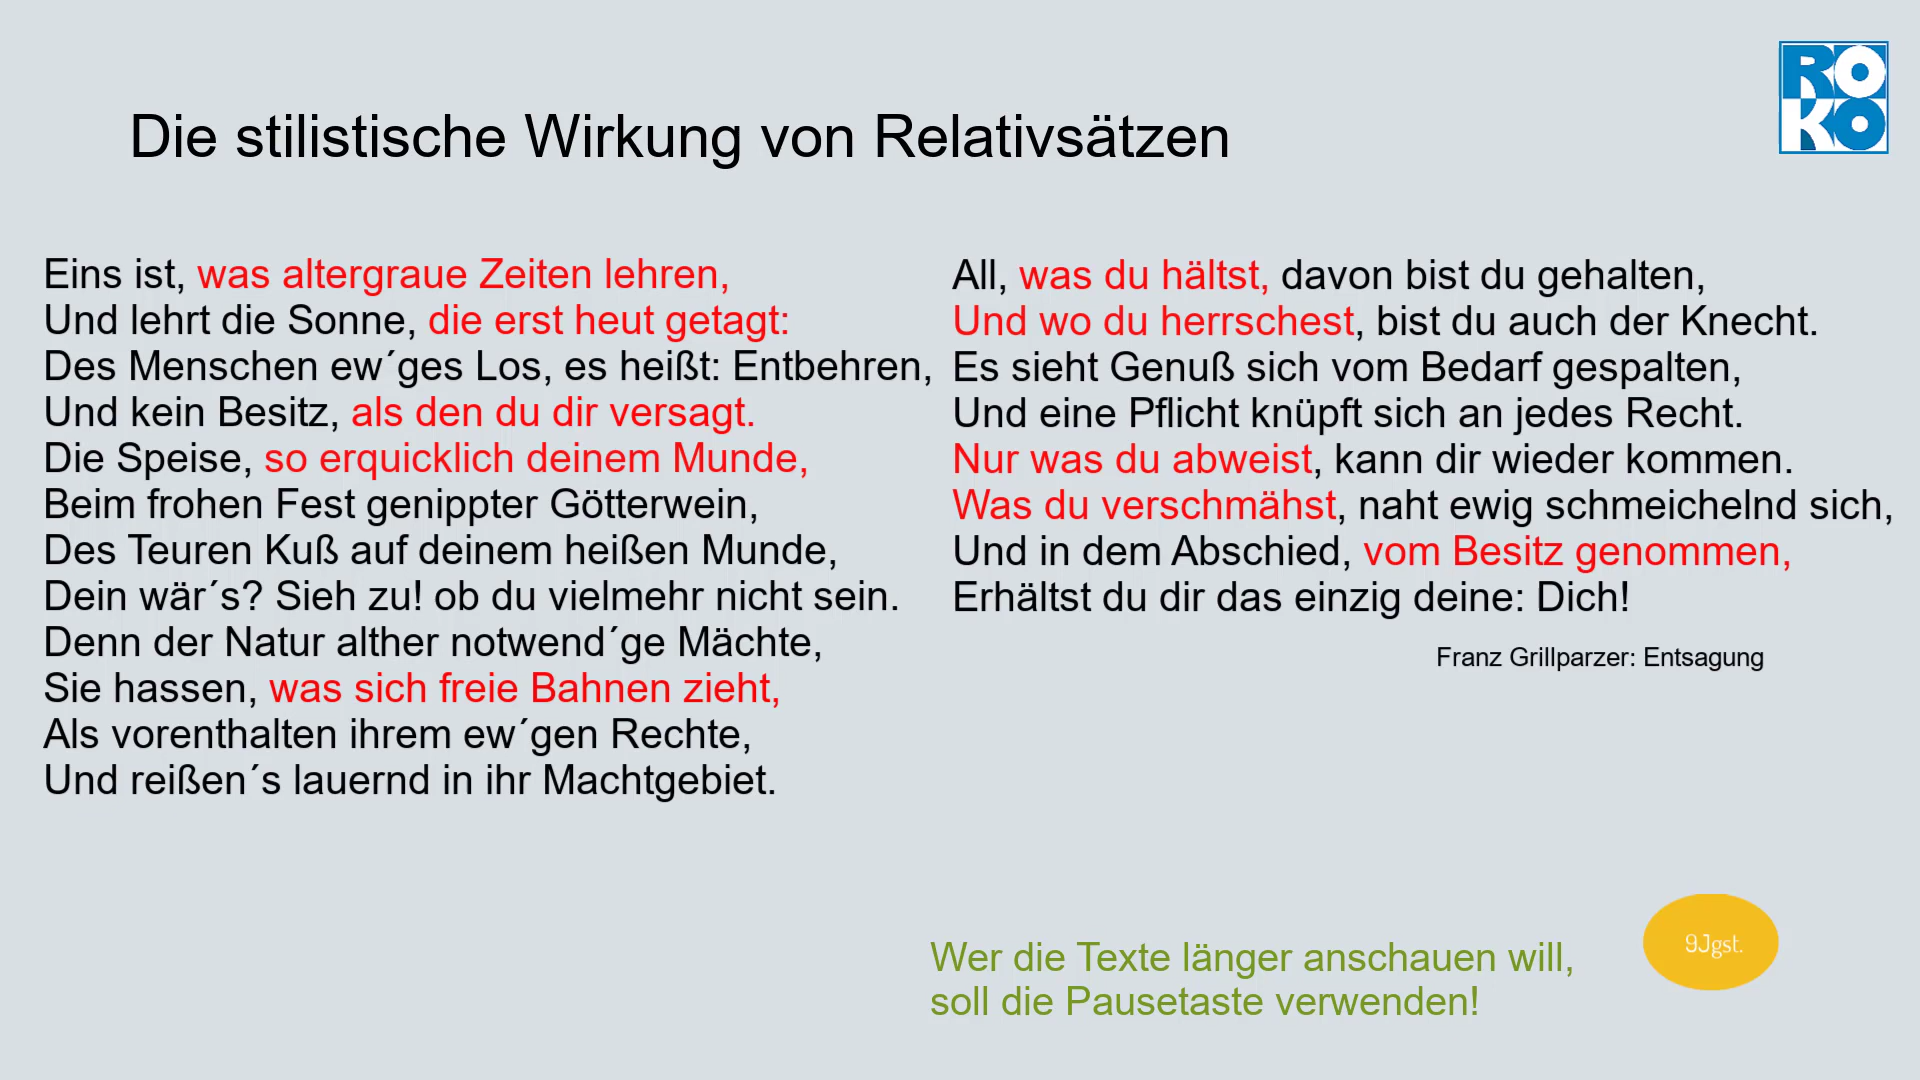 Die stilistische Wirkung von Relativsätzen
RO
KO
Eins ist, was altergraue Zeiten lehren,
Und lehrt die Sonne, die erst heut getagt:
Des Menschen ew´ges Los, es heißt: Entbehren,
Und kein Besitz, als den du dir versagt.
Die Speise, so erquicklich deinem Munde,
Beim frohen Fest genippter Götterwein,
Des Teuren Kuß auf deinem heißen Munde,
Dein wär´s? Sieh zu! ob du vielmehr nicht sein.
Denn der Natur alther notwend´ge Mächte,
Sie hassen, was sich freie Bahnen zieht,
Als vorenthalten ihrem ew´gen Rechte,
Und reißen´s lauernd in ihr Machtgebiet.
All, was du hältst, davon bist du gehalten,
Und wo du herrschest, bist du auch der Knecht.
Es sieht Genuß sich vom Bedarf gespalten,
Und eine Pflicht knüpft sich an jedes Recht.
Nur was du abweist, kann dir wieder kommen.
Was du verschmähst, naht ewig schmeichelnd sich,
Und in dem Abschied, vom Besitz genommen,
Erhältst du dir das einzig deine: Dich!
Franz Grillparzer: Entsagung
Wer die Texte länger anschauen will,
soll die Pausetaste verwenden!
9Jgst.